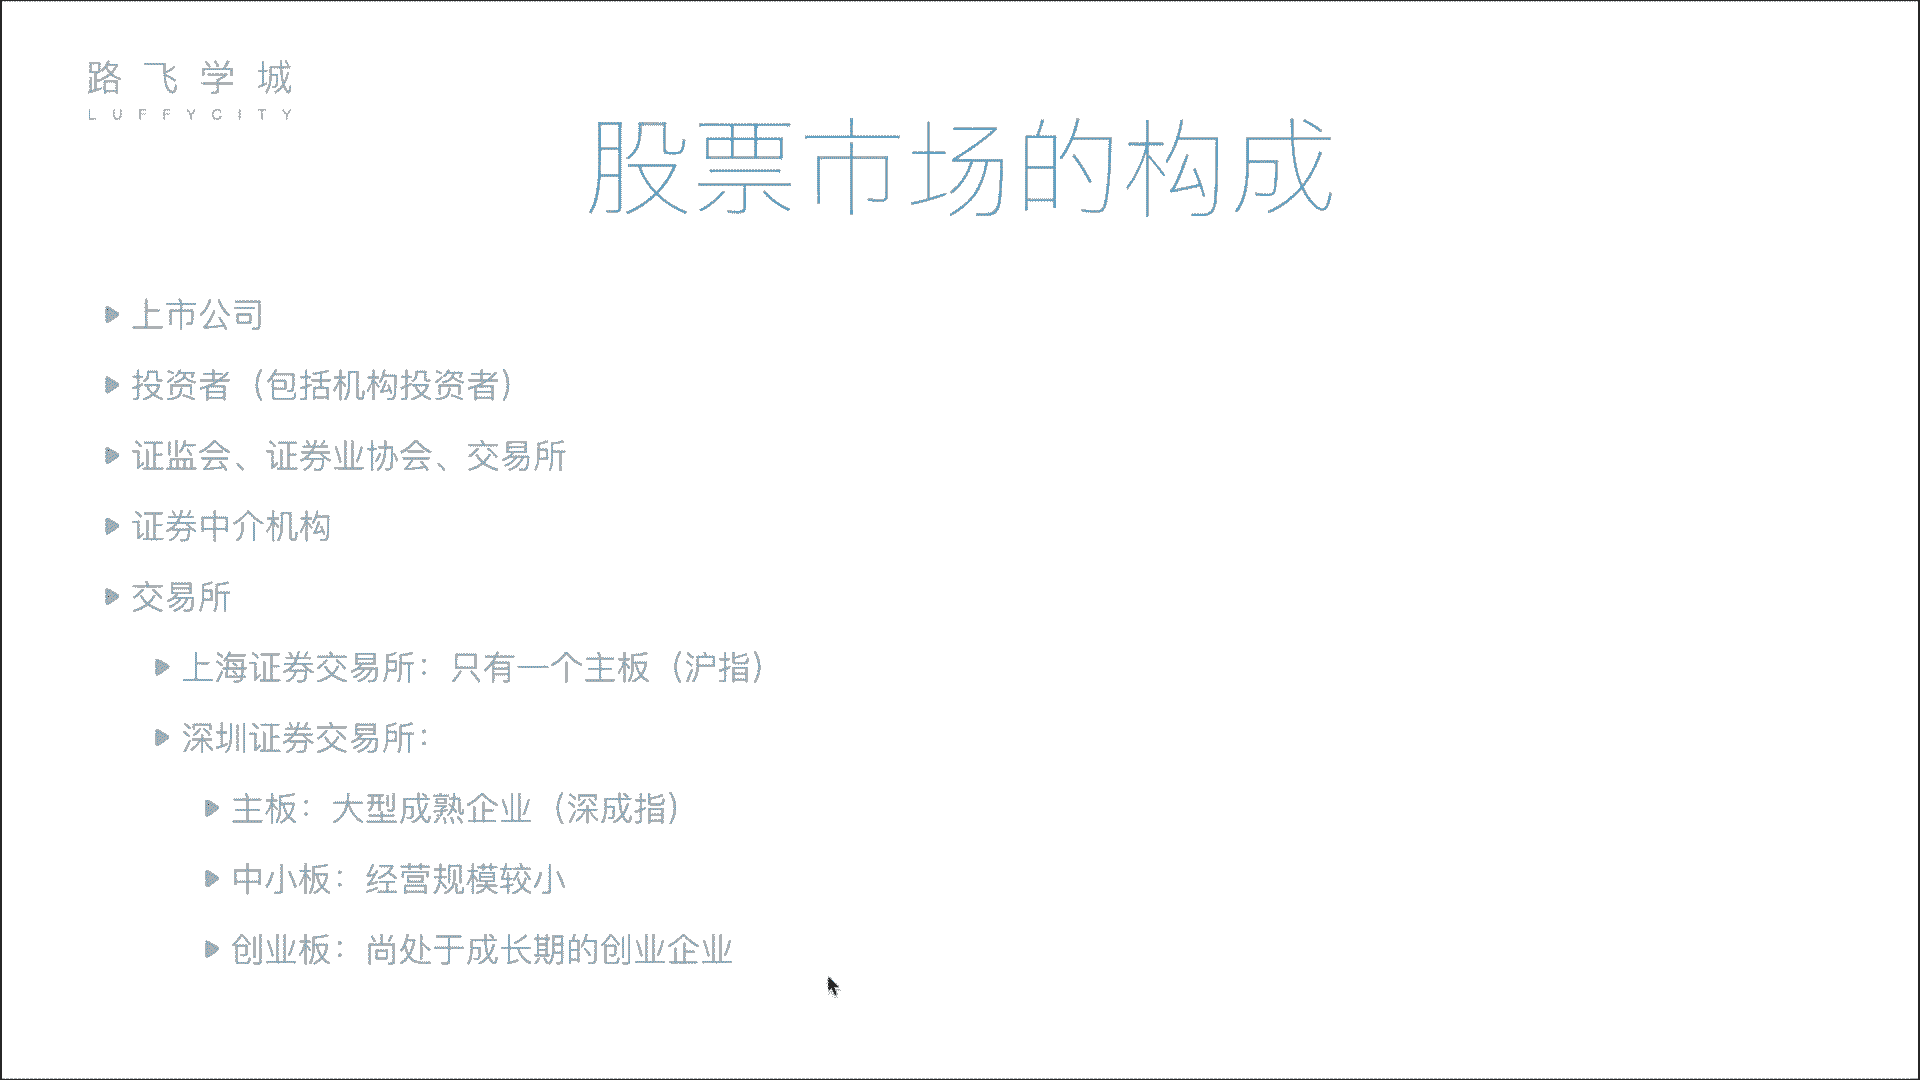 路飞学城
LUFFYCITY
股票市场的构成
上市公司
投资者（包括机构投资者）
证监会、证券业协会、交易所
证券中介机构
交易所
上海证券交易所：只有一个主板（沪指）
深圳证券交易所：
主板：大型成熟企业（深成指）
中小板：经营规模较小
创业板：尚处于成长期的创业企业